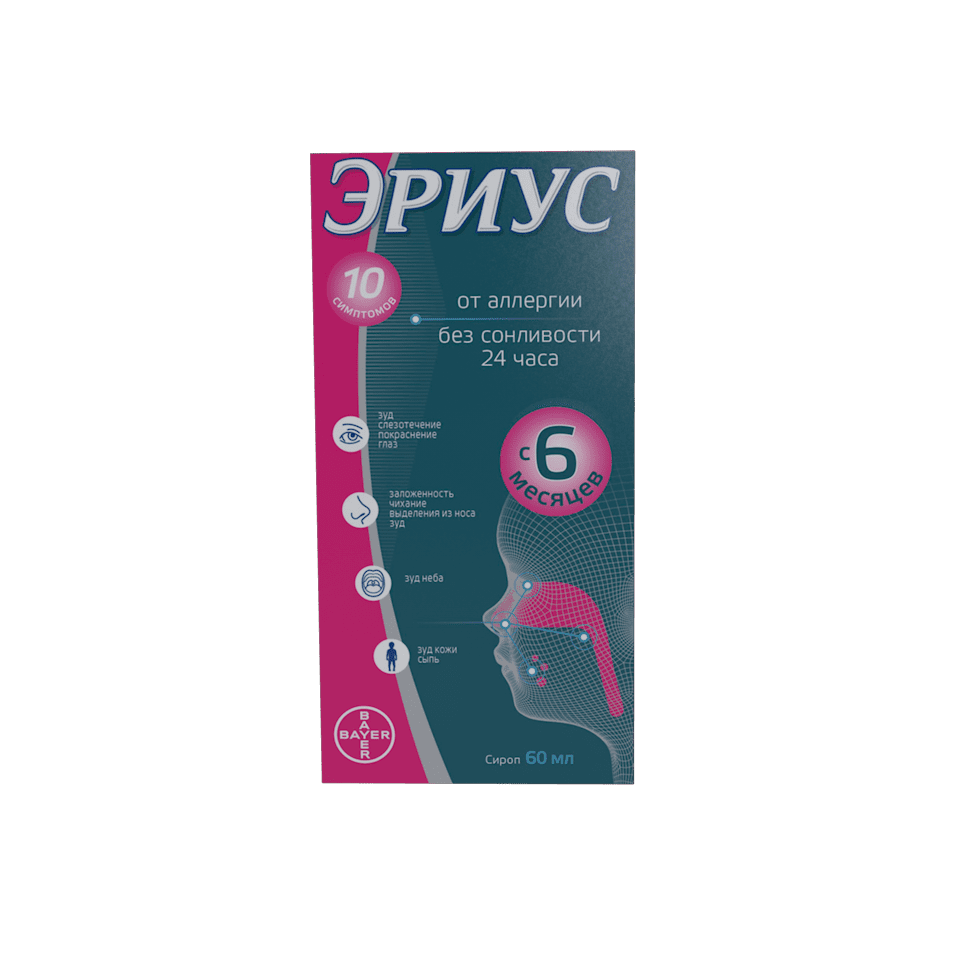 ЭРИУС
10
СИМПТОМОВ
от аллергии
без сонливости
24 часа
зуд
слезотечение
покраснение
глаз
с 6
месяцев
заложенность
чихание
выделения из носа
зуд
зуд неба
зуд кожи
сыпь
BAYER
BAYER
Сироп 60 мл